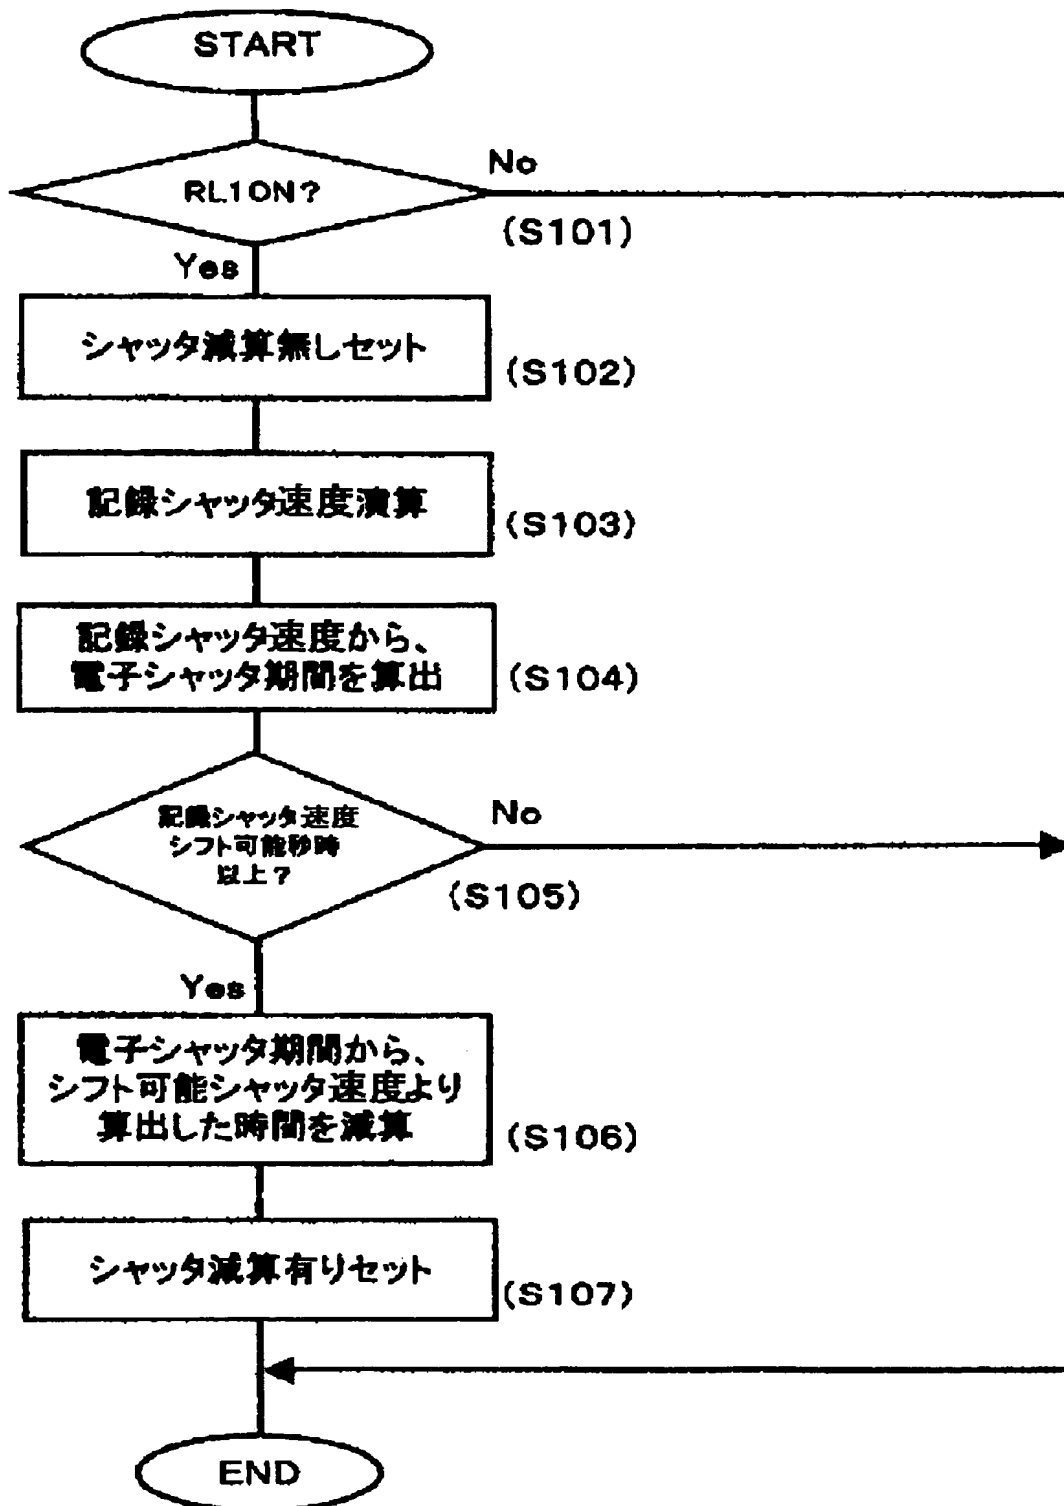 START
RL1ON?
No
(S101)
Yes
シャッタ減算無しセット
(S102)
記録シャッタ速度演算
(S103)
記録シャッタ速度から、
電子シャッタ期間を算出
(S104)
記録シャッタ速度
シフト可能秒時
以上?
No
(S105)
Yes
電子シャッタ期間から、
シフト可能シャッタ速度より
算出した時間を減算
(S106)
シャッタ減算有りセット
(S107)
END